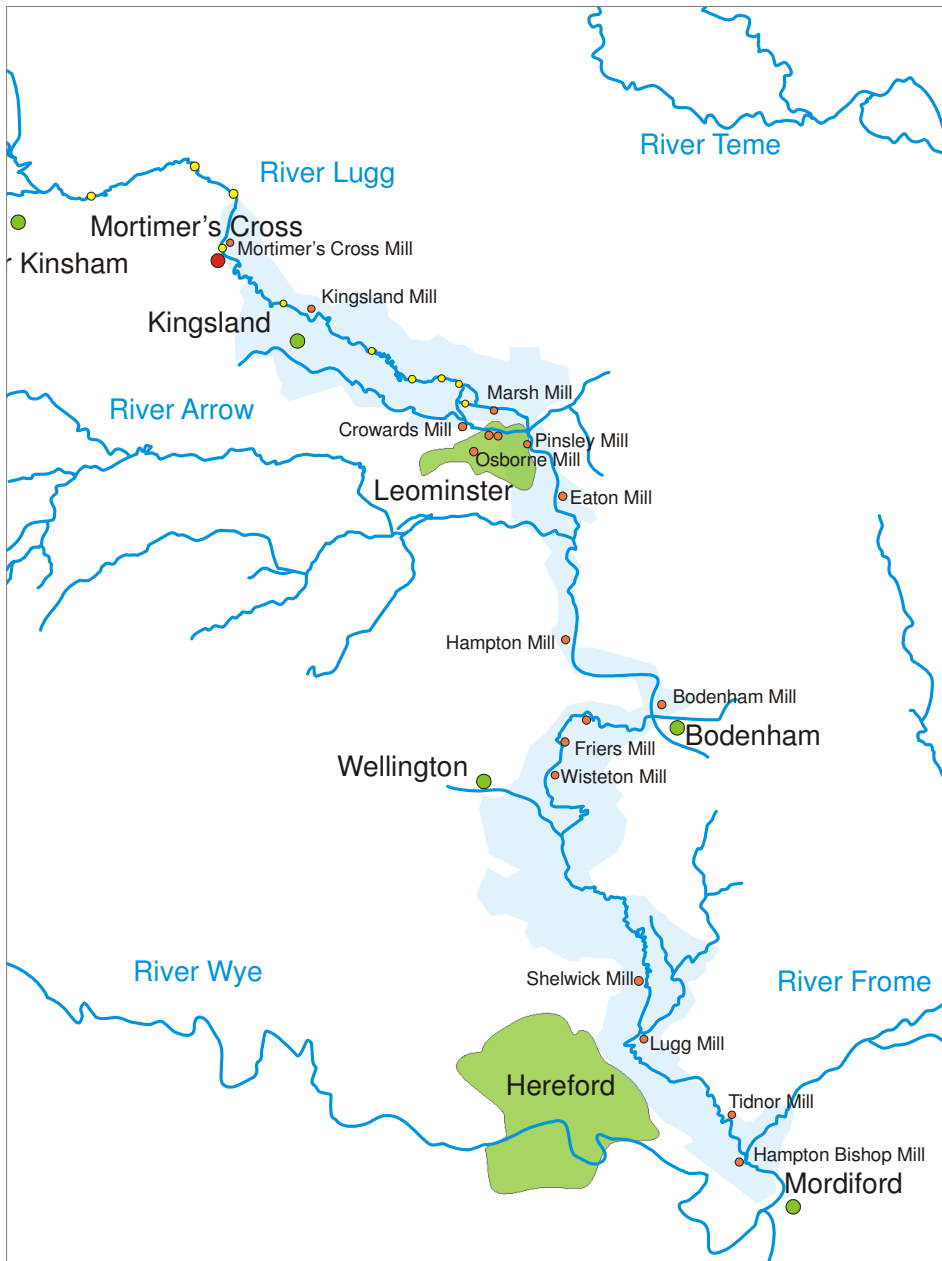 River Teme
River Lugg
Mortimer's Cross
Mortimer's Cross Mill
r Kinsham
Kingsland Mill
Kingsland
River Arrow
Marsh Mill
Crowards Mill
Pinsley Mill
Osborne Mill
Leominster
Eaton Mill
Hampton Mill
Bodenham Mill
Bodenham
Friers Mill
Wellington
Wisteton Mill
River Wye
Shelwick Mill
River Frome
Lugg Mill
Hereford
Tidnor Mill
Hampton Bishop Mill
Mordiford